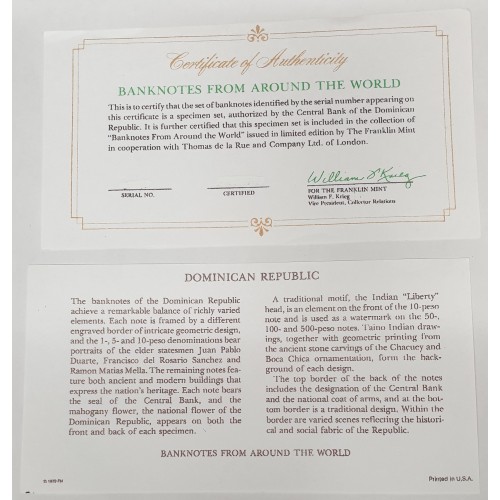 Certificate of Authenticity
BANKNOTES FROM AROUND THE WORLD
This is to certify that the set of banknotes identified by the serial number appearing on
this certificate is a specimen set, authorized by the Central Bank of the Dominican
Republic. It is further certified that this specimen set is included in the collection of
"Banknotes From Around the World" issued in limited edition by The Franklin Mint
in cooperation with Thomas de la Rue and Company Ltd. of London.
SERIAL NO.
CERTIFIED
FOR THE FRANKLIN MINT
William F. Krieg
Vice President, Collector Relations
DOMINICAN REPUBLIC
The banknotes of the Dominican Republic
achieve a remarkable balance of richly varied
elements. Each note is framed by a different
engraved border of intricate geometric design,
and the 1-, 5- and 10-peso denominations bear
portraits of the elder statesmen Juan Pablo
Duarte, Francisco del Rosario Sanchez and
Ramon Matias Mella. The remaining notes fea-
ture both ancient and modern buildings that
express the nation's heritage. Each note bears
the seal of the Central Bank, and the
mahogany flower, the national flower of the
Dominican Republic, appears on both the
front and back of each specimen.
A traditional motif, the Indian "Liberty"
head, is an element on the front of the 10-peso
note and is used as a watermark on the 50-,
100- and 500-peso notes. Taino Indian draw-
ings, together with geometric printing from
the ancient stone carvings of the Chacuey and
Boca Chica ornamentation, form the back-
ground of each design.
The top border of the back of the notes
includes the designation of the Central Bank
and the national coat of arms, and at the bot-
tom border is a traditional design. Within the
border are varied scenes reflecting the histori-
cal and social fabric of the Republic.
BANKNOTES FROM AROUND THE WORLD
Printed in U.S.A.